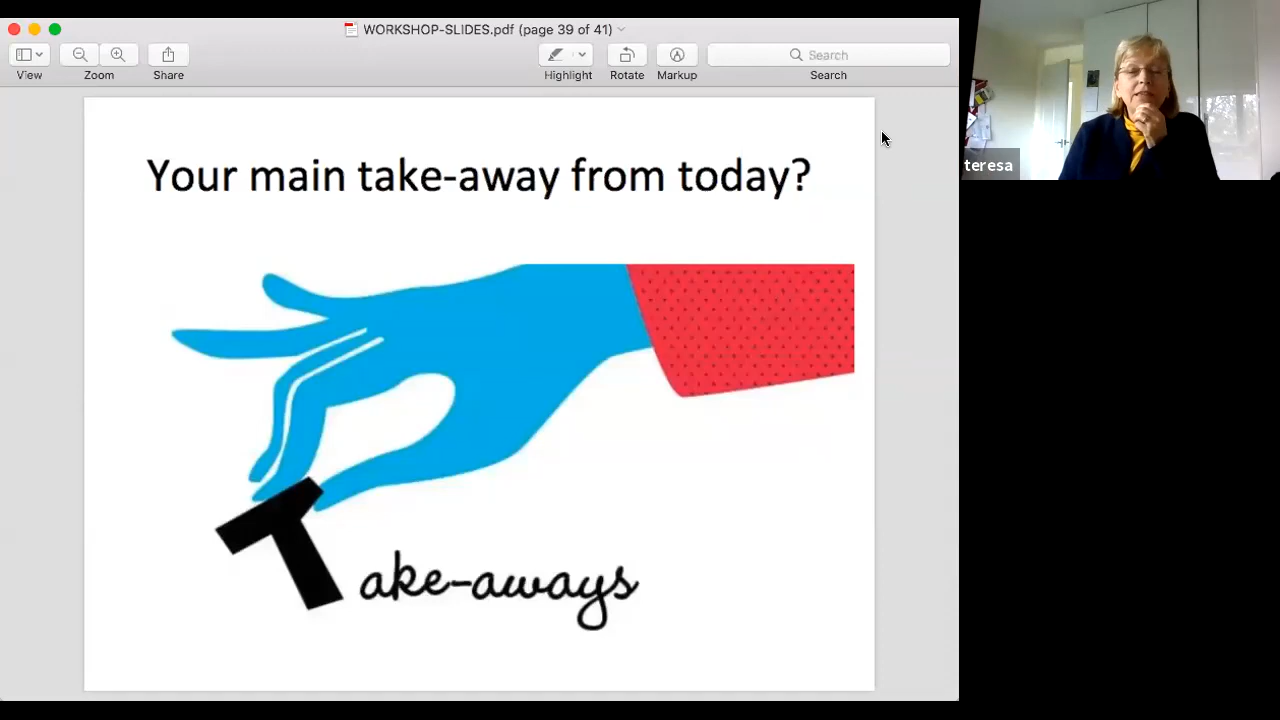 WORKSHOP-SLIDES.pdf (page 39 of 41)
View
Zoom
Share
Highlight
Rotate
Markup
Search
Search
Your main take-away from today?
Take-aways
teresa